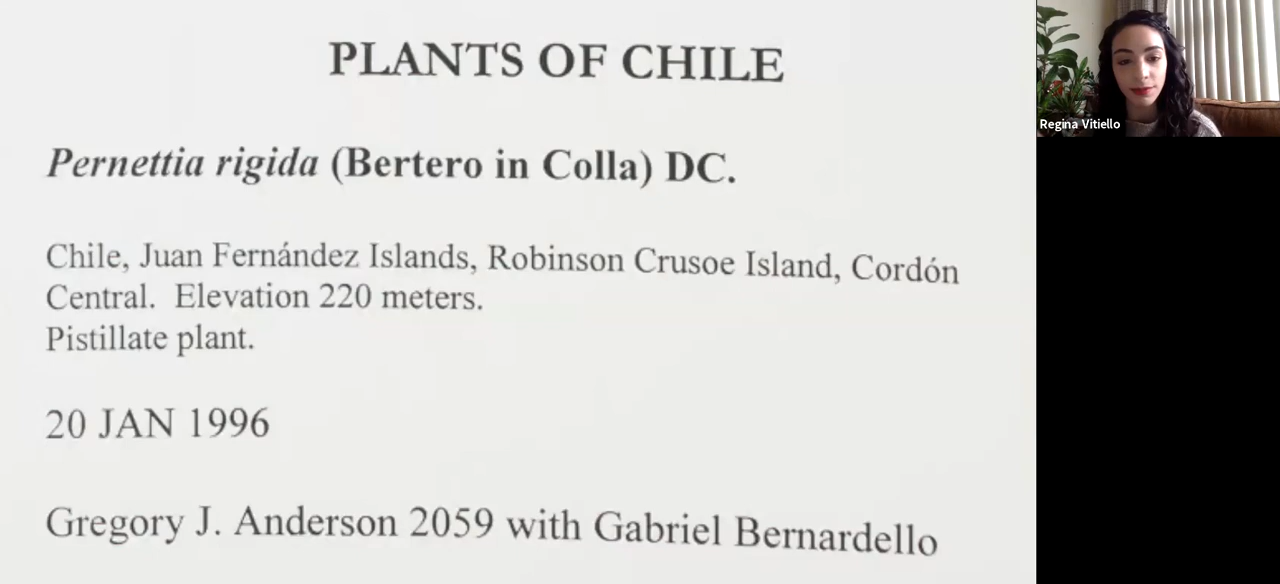 PLANTS OF CHILE
Pernettia rigida (Bertero in Colla) DC.
Chile, Juan Fernández Islands, Robinson Crusoe Island, Cordón
Central. Elevation 220 meters.
Pistillate plant.
20 JAN 1996
Gregory J. Anderson 2059 with Gabriel Bernardello
Regina Vitiello